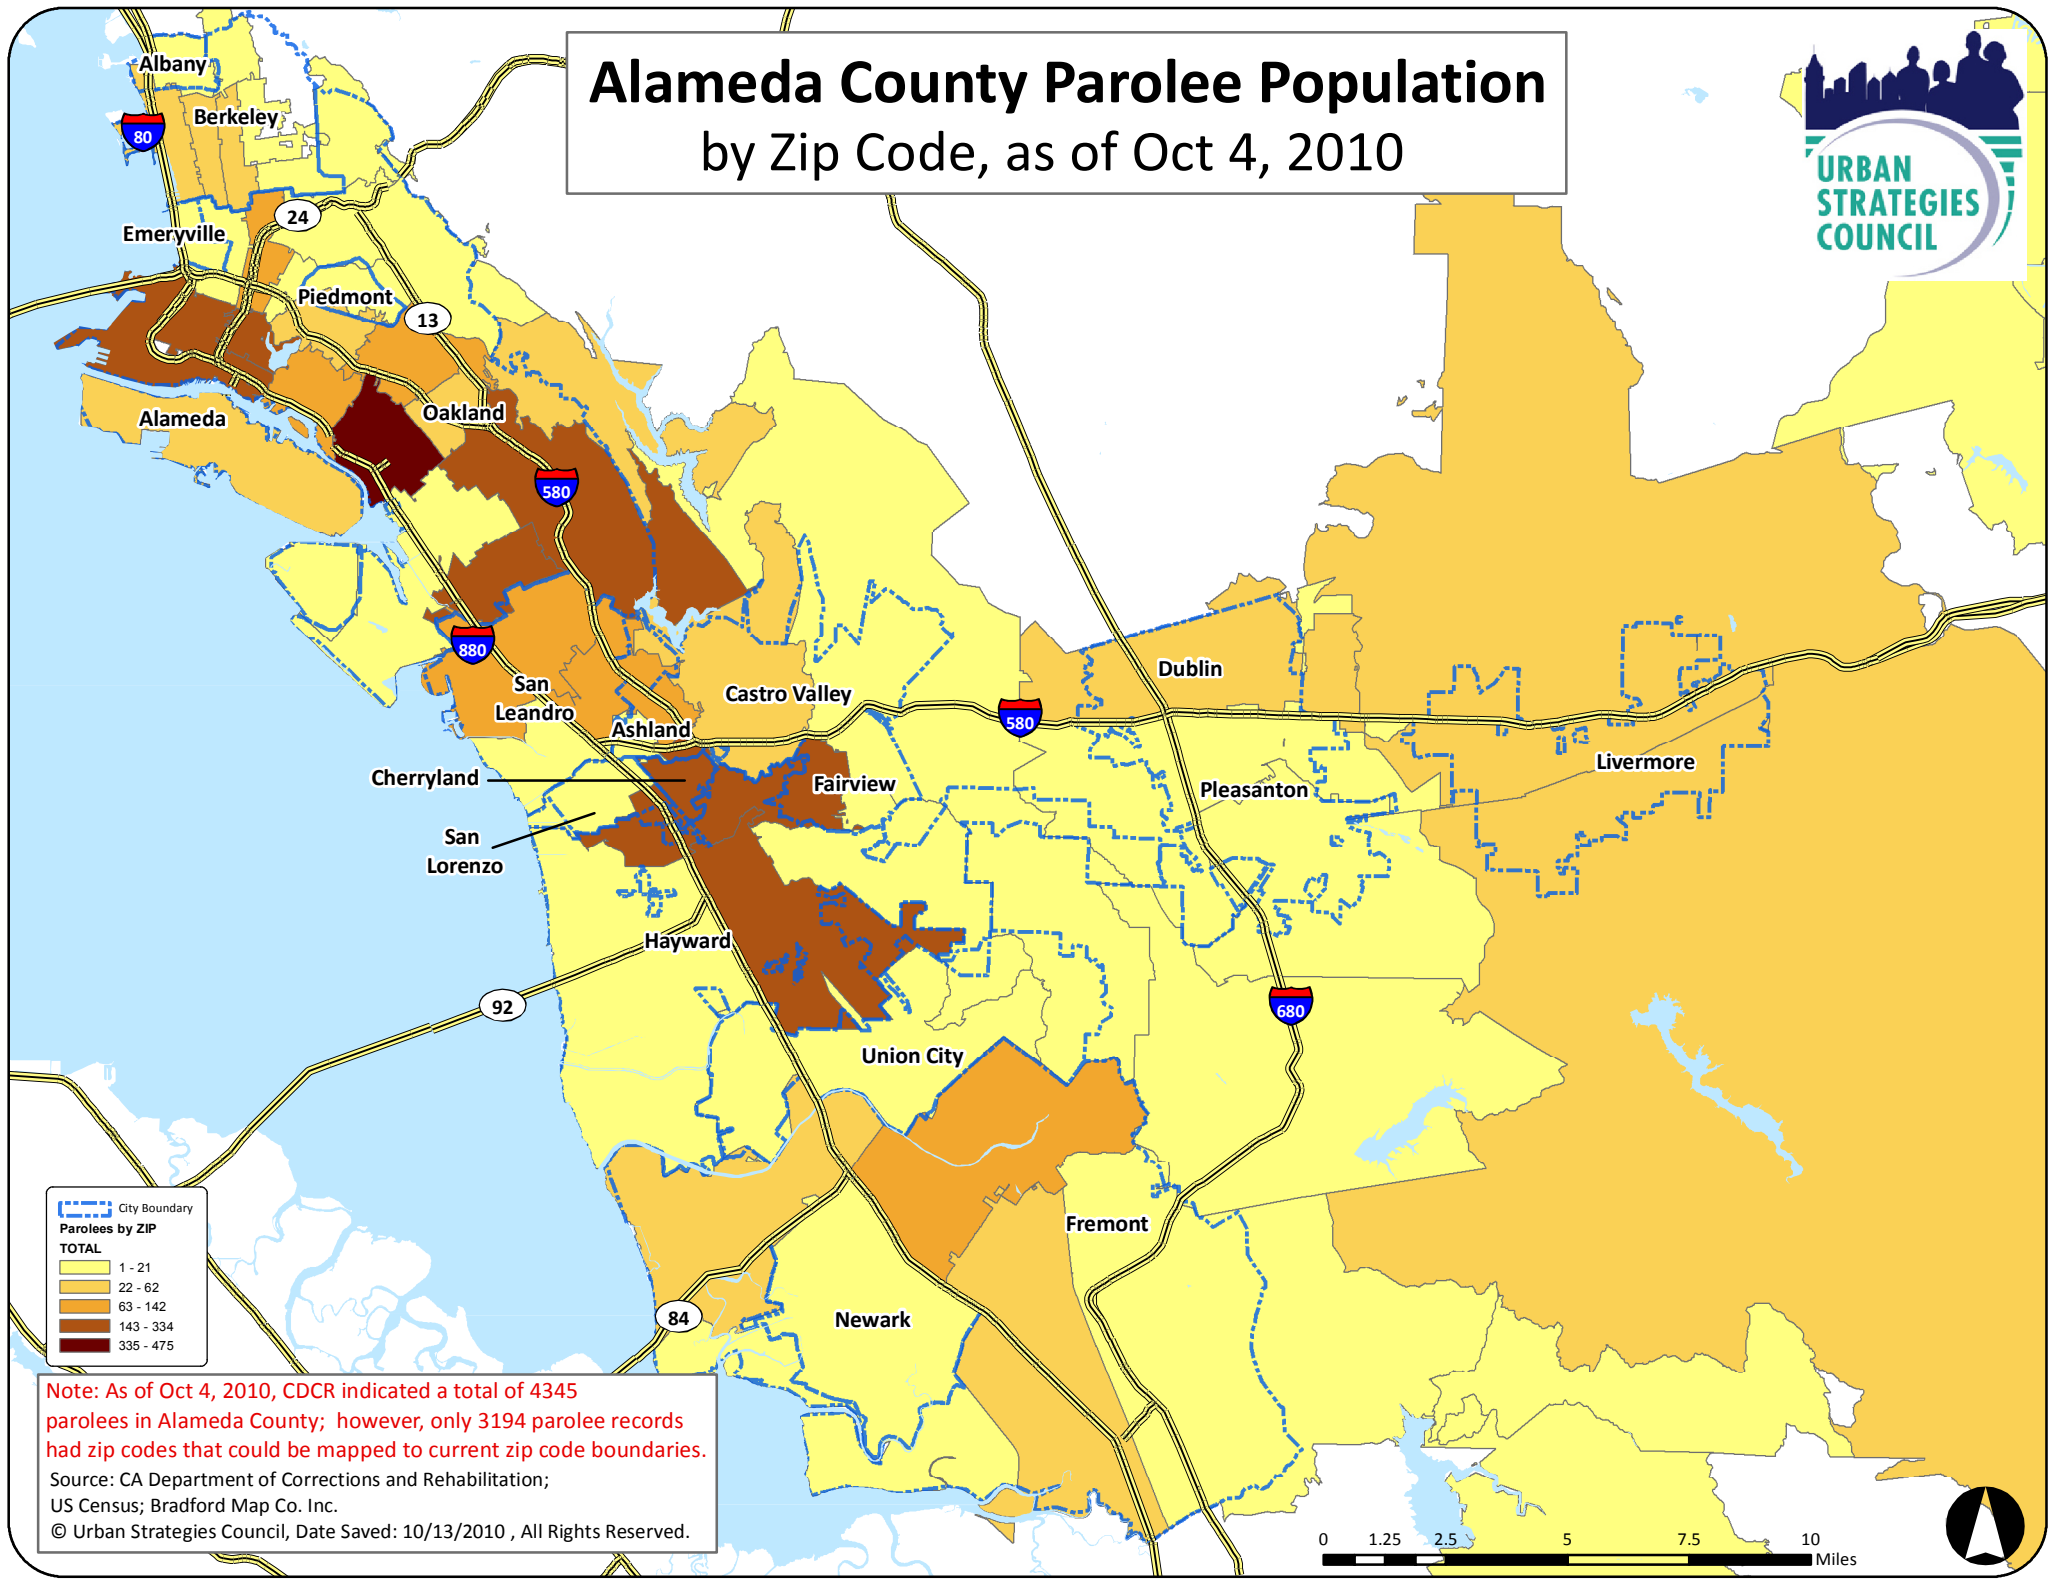 Alameda County Parolee Population
by Zip Code, as of Oct 4, 2010
URBAN
STRATEGIES
COUNCIL
Albany
Berkeley
80
24
Emeryville
Piedmont
13
Alameda
Oakland
580
880
San
Leandro
Castro Valley
Ashland
580
Dublin
Cherryland
Fairview
Pleasanton
Livermore
San
Lorenzo
Hayward
92
680
Union City
Fremont
84
Newark
City Boundary
Parolees by ZIP
TOTAL
1 - 21
22 - 62
63 - 142
143 - 334
335 - 475
Note: As of Oct 4, 2010, CDCR indicated a total of 4345
parolees in Alameda County; however, only 3194 parolee records
had zip codes that could be mapped to current zip code boundaries.
Source: CA Department of Corrections and Rehabilitation;
US Census; Bradford Map Co. Inc.
© Urban Strategies Council, Date Saved: 10/13/2010 , All Rights Reserved.
0 1.25 2.5 5 7.5 10
Miles